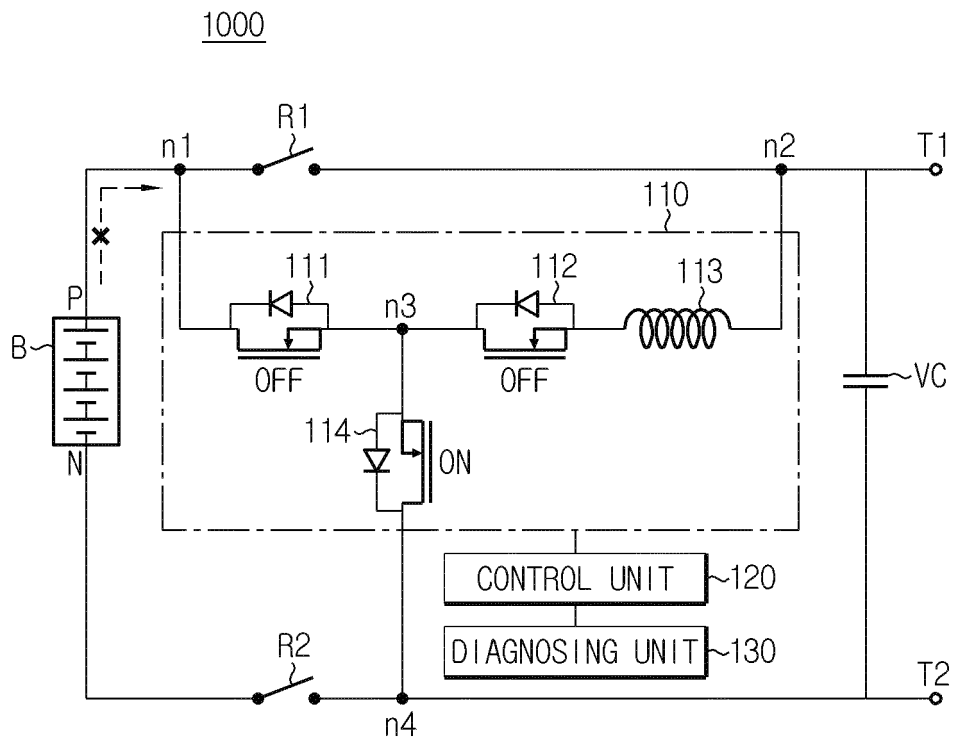 1000
R1
n1
n2
T1
110
111
112
113
n3
P
B
OFF
OFF
VC
114
ON
N
CONTROL UNIT
120
DIAGNOSING UNIT
130
R2
T2
n4